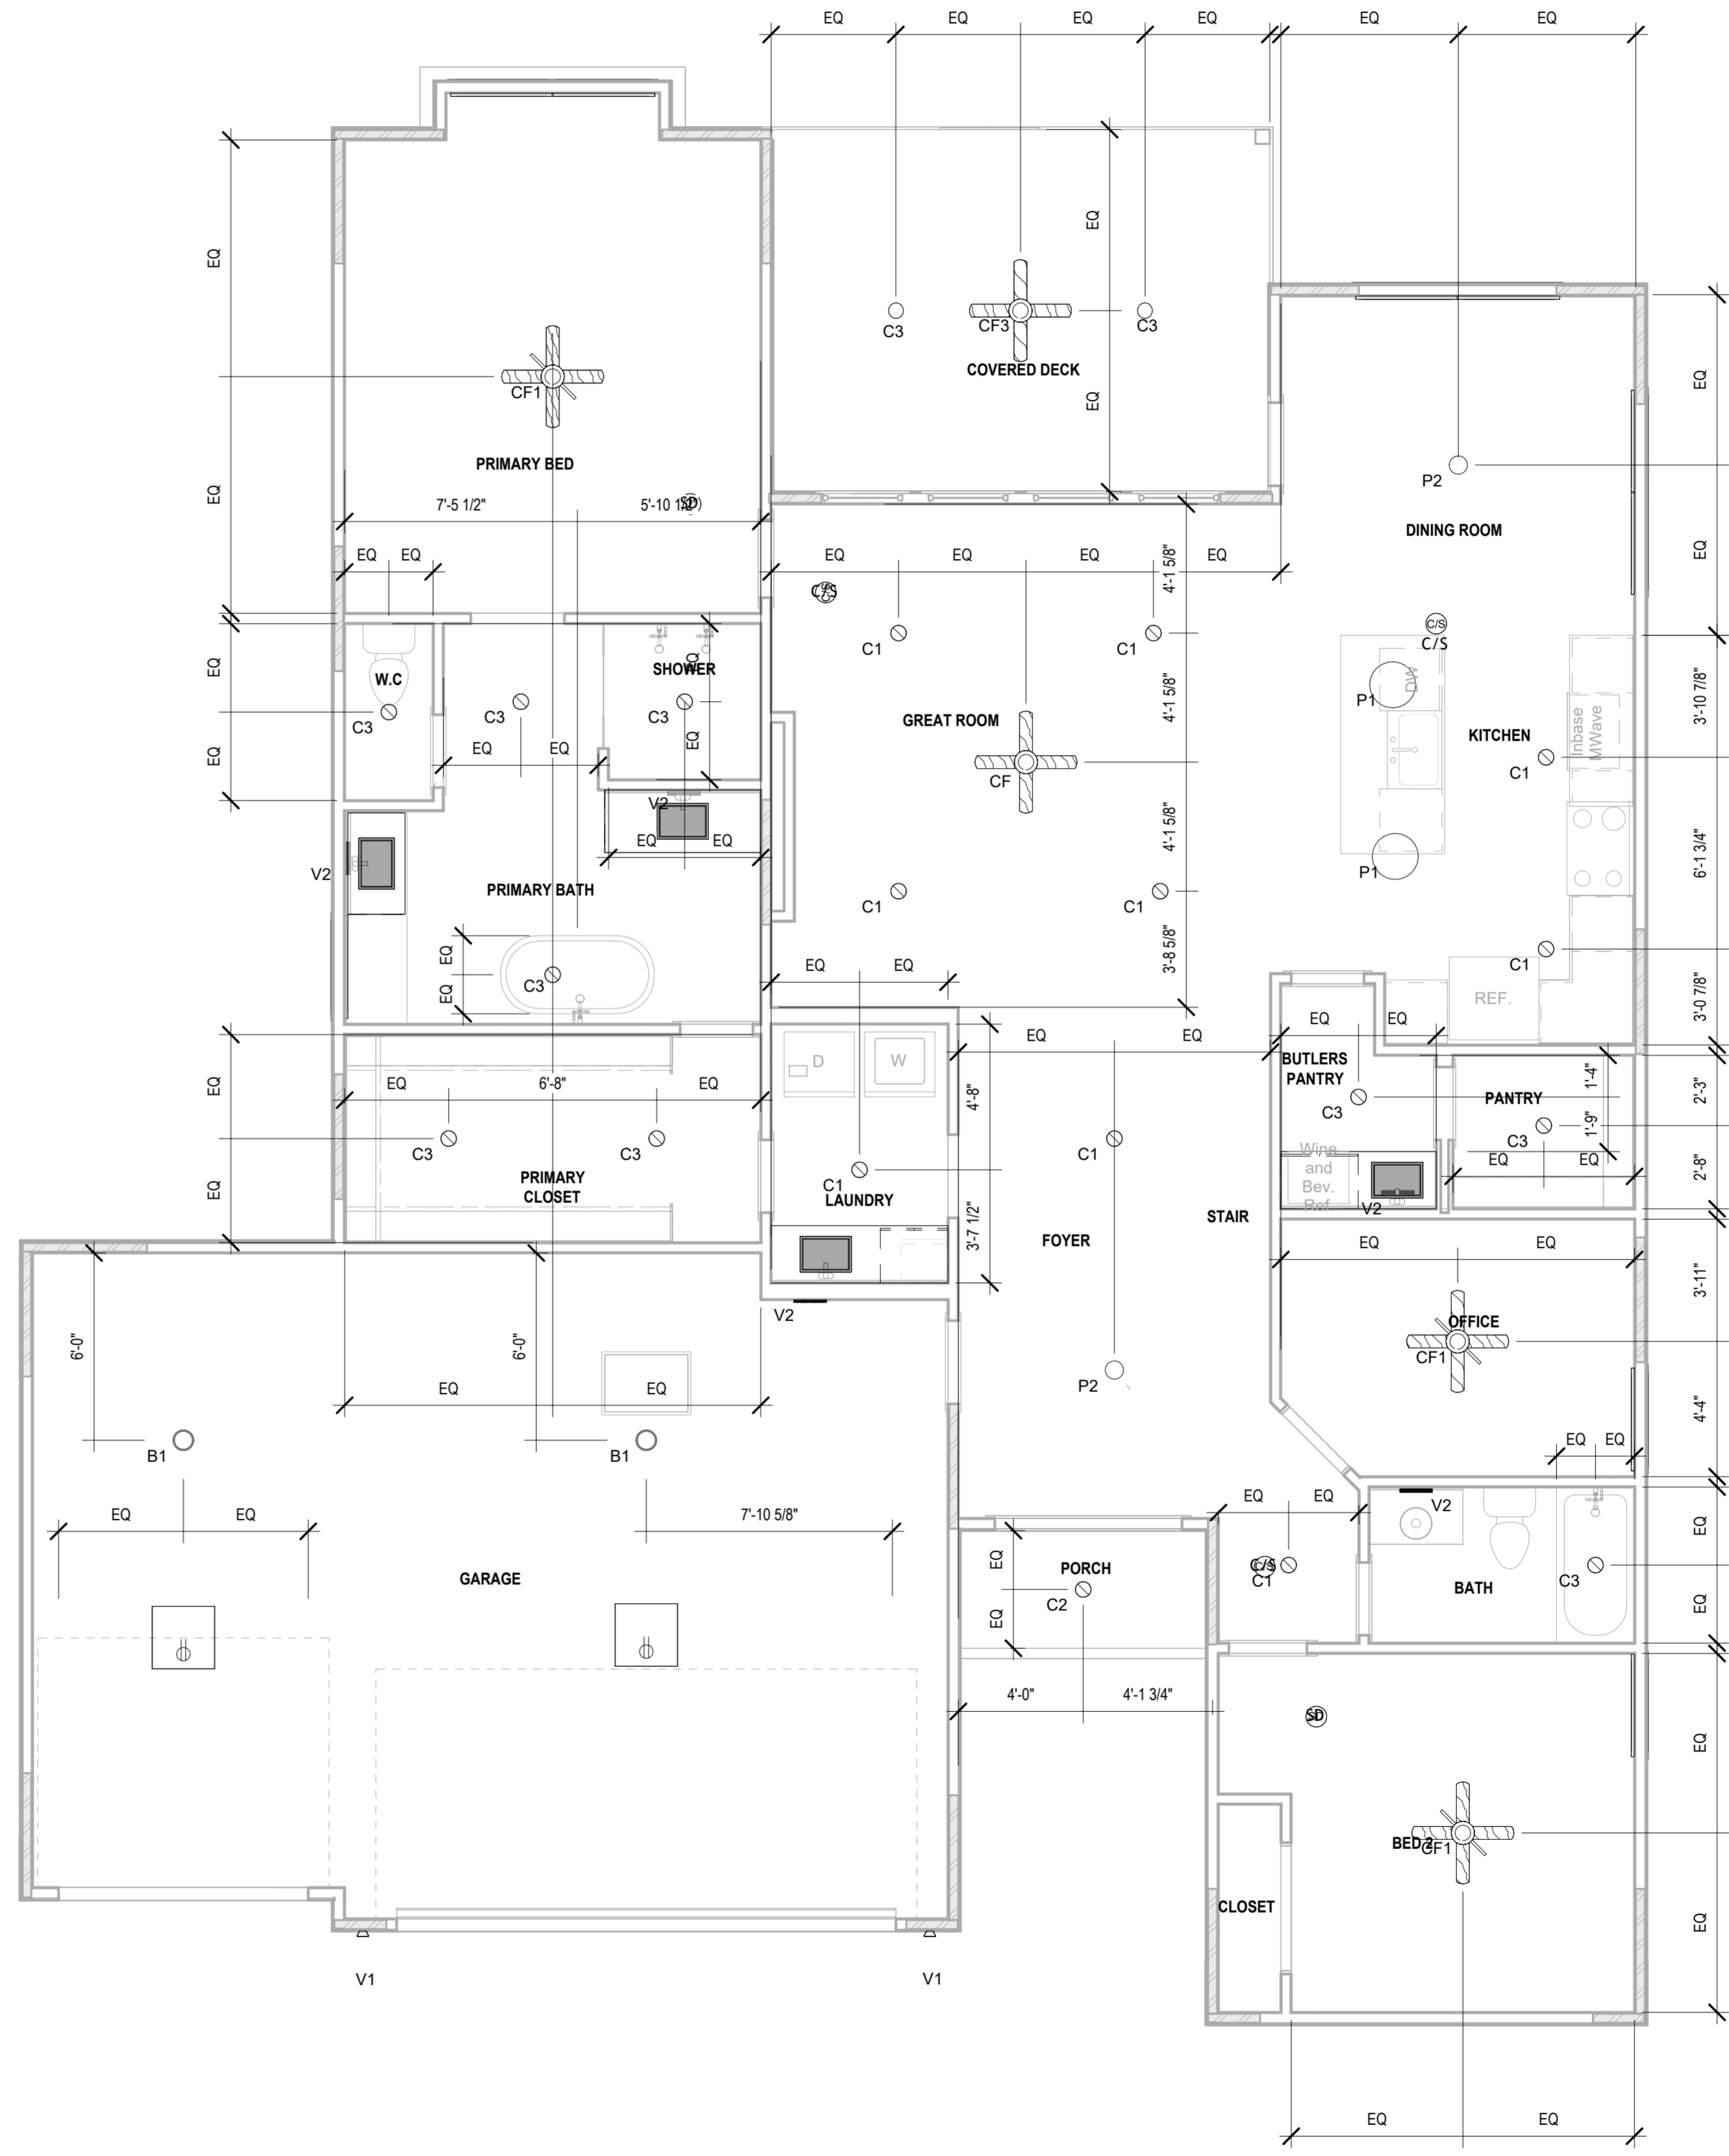 EQ EQ EQ EQ EQ EQ
EQ
EQ
C3 CF3 C3
COVERED DECK
EQ
CF1
EQ
PRIMARY BED
P2
7'-5 1/2" 5'-10 1/2"
SD
EQ
DINING ROOM
EQ
EQ
EQ EQ
EQ EQ EQ EQ
4'-1 5/8"
C/S
C/S
C/S
C1 C1
EQ
W.C
SHOWER
EQ
C3 C3 C3
GREAT ROOM
4'-1 5/8"
P1
DW
KITCHEN
Inbase
MWave
3'-10 7/8"
EQ
EQ EQ
EQ
CF
C1
V2
EQ EQ
4'-1 5/8"
6'-1 3/4"
V2
P1
PRIMARY BATH
C1 C1
EQ
EQ
C3
EQ EQ
3'-8 5/8"
C1
REF.
3'-0 7/8"
EQ EQ
EQ EQ
D W
BUTLERS
PANTRY
EQ
EQ 6'-8" EQ
4'-8"
C3
PANTRY
1'-4"
2'-3"
1'-9"
C3
C3 C3
C1
C1
EQ EQ
2'-8"
Wine
and
Bev.
Ref.
V2
EQ
PRIMARY
CLOSET
LAUNDRY
3'-7 1/2"
FOYER
STAIR
EQ EQ
3'-11"
V2
OFFICE
CF1
6'-0" 6'-0"
EQ EQ
P2
4'-4"
B1 B1
EQ EQ
EQ EQ
V2
EQ EQ
7'-10 5/8"
EQ
EQ
PORCH
C/S
C1
GARAGE
C2
EQ
BATH
C3
EQ
4'-0" 4'-1 3/4"
SD
EQ
BED 2
CF1
CLOSET
EQ
V1 V1
EQ EQ